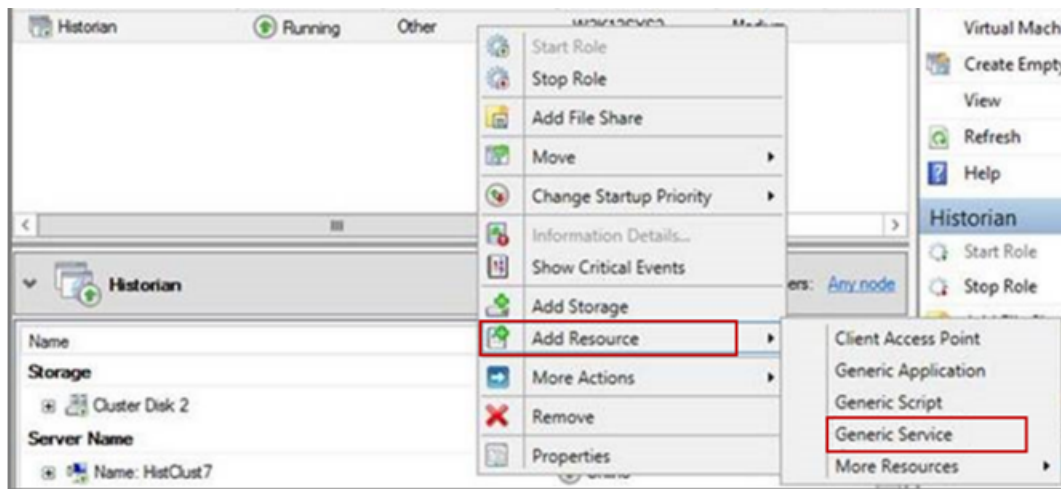 Historian Running Other Medium
Start Role
Stop Role
Add File Share
Move
Change Startup Priority
Information Details...
Show Critical Events
Add Storage
Add Resource
More Actions
Remove
Properties
Client Access Point
Generic Application
Generic Script
Generic Service
More Resources
Virtual Mach
Create Empty
View
Refresh
Help
Historian
Start Role
Stop Role
Historian
ers: Any node
Name
Storage
Cluster Disk 2
Server Name
Name: HistClust7